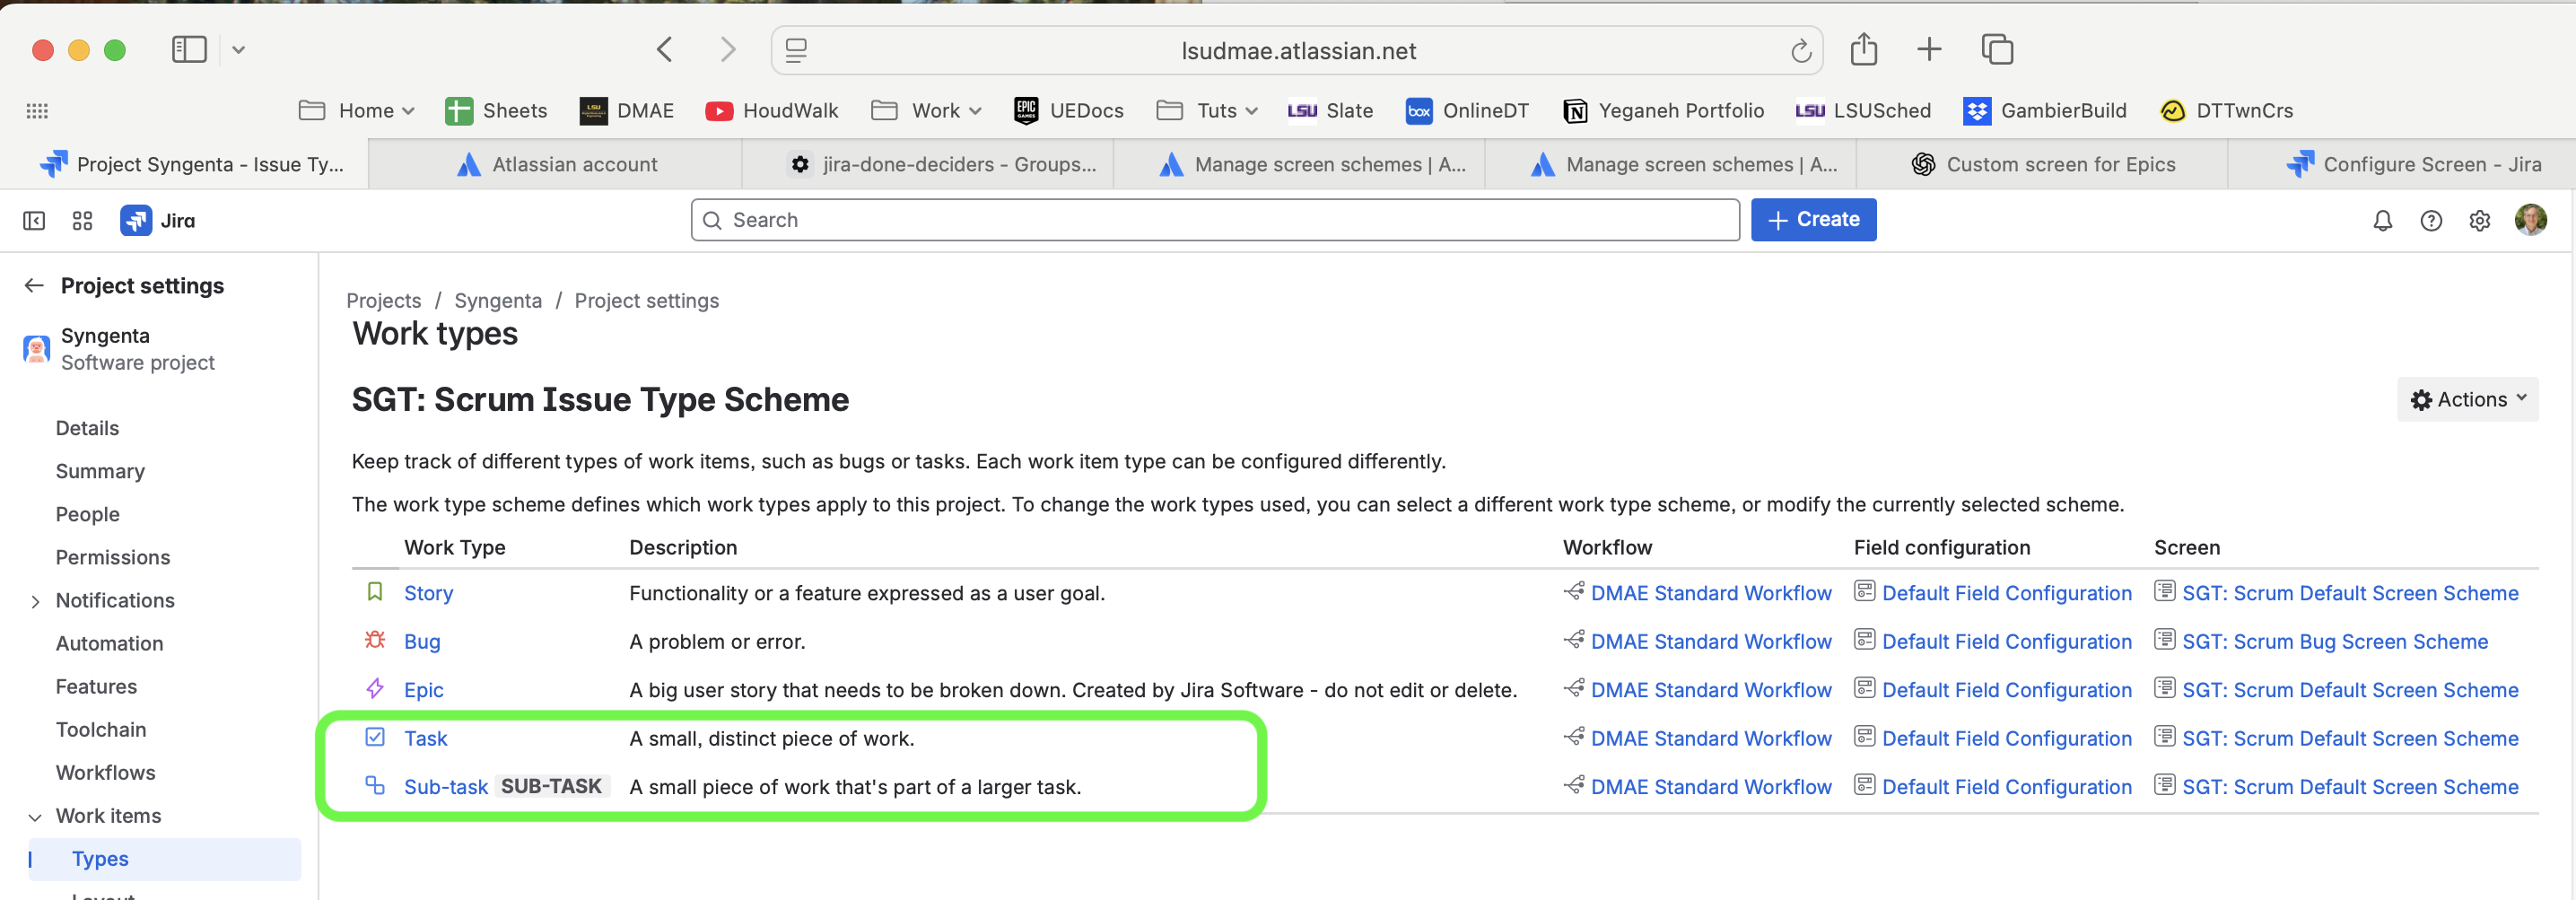 lsudmae.atlassian.net
Home Sheets LSU DMAE HoudWalk Work EPIC GAMES UEDocs Tuts LSU Slate box OnlineDT Yeganeh Portfolio LSU LSUSched GambierBuild DTTwnCrs
Project Syngenta - Issue Ty... Atlassian account jira-done-deciders - Groups... Manage screen schemes | A... Manage screen schemes | A... Custom screen for Epics Configure Screen - Jira
Jira Search + Create
Project settings
Syngenta
Software project
Details
Summary
People
Permissions
Notifications
Automation
Features
Toolchain
Workflows
Work items
Types
Layout
Projects / Syngenta / Project settings
Work types
SGT: Scrum Issue Type Scheme
Actions
Keep track of different types of work items, such as bugs or tasks. Each work item type can be configured differently.
The work type scheme defines which work types apply to this project. To change the work types used, you can select a different work type scheme, or modify the currently selected scheme.
Work Type Description Workflow Field configuration Screen
Story Functionality or a feature expressed as a user goal. DMAE Standard Workflow Default Field Configuration SGT: Scrum Default Screen Scheme
Bug A problem or error. DMAE Standard Workflow Default Field Configuration SGT: Scrum Bug Screen Scheme
Epic A big user story that needs to be broken down. Created by Jira Software - do not edit or delete. DMAE Standard Workflow Default Field Configuration SGT: Scrum Default Screen Scheme
Task A small, distinct piece of work. DMAE Standard Workflow Default Field Configuration SGT: Scrum Default Screen Scheme
Sub-task SUB-TASK A small piece of work that's part of a larger task. DMAE Standard Workflow Default Field Configuration SGT: Scrum Default Screen Scheme